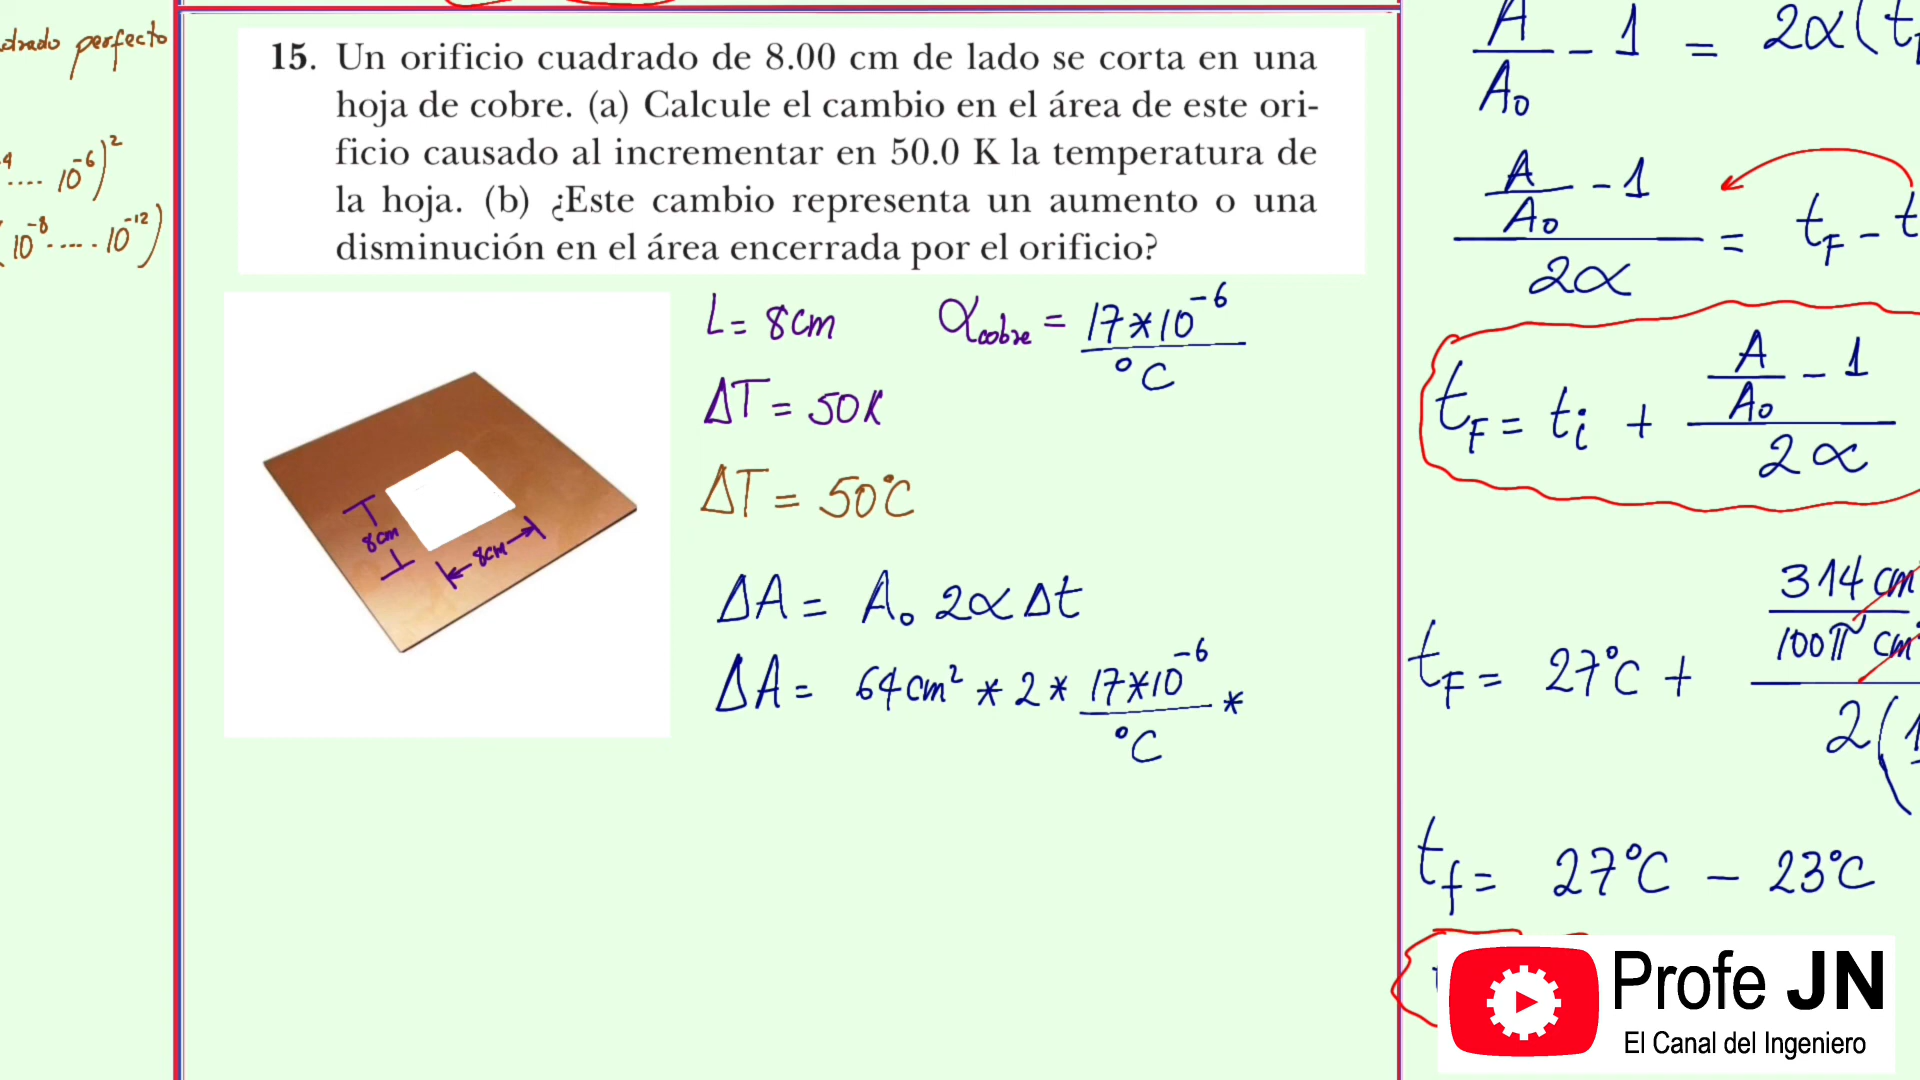 drado perfecto
.... 10⁻⁶)²
10⁻⁸ ..... 10⁻¹²)
15. Un orificio cuadrado de 8.00 cm de lado se corta en una
hoja de cobre. (a) Calcule el cambio en el área de este ori-
ficio causado al incrementar en 50.0 K la temperatura de
la hoja. (b) ¿Este cambio representa un aumento o una
disminución en el área encerrada por el orificio?
L = 8cm
α cobre = 17*10⁻⁶ / °C
ΔT = 50K
ΔT = 50°C
8cm
8cm
ΔA = A₀ 2α Δt
ΔA = 64cm² * 2 * 17*10⁻⁶ / °C *
A / A₀ - 1 = 2α(t
(A / A₀ - 1) / 2α = t_F - t
t_F = t_i + (A / A₀ - 1) / 2α
t_F = 27°C + (314 cm / 100π cm / 2(
t_f = 27°C - 23°C
Profe JN
El Canal del Ingeniero